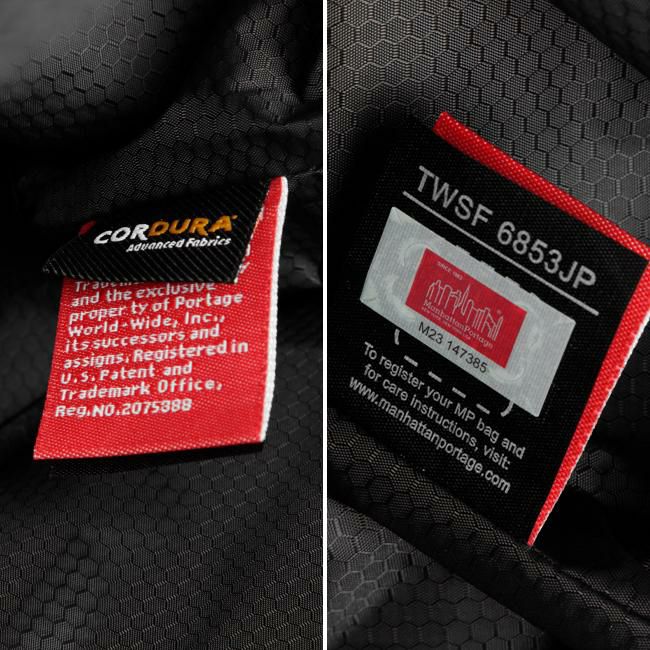 CORDURA
Advanced Fabrics
and the exclusive
property of Portage
World-Wide, Inc.,
its successors and
assigns. Registered in
U.S. Patent and
Trademark Office,
Reg.NO.2075888
TWSF 6853JP
SINCE 1983
Manhattan Portage
M23 147385
To register your MP bag and
for care instructions, visit:
www.manhattanportage.com